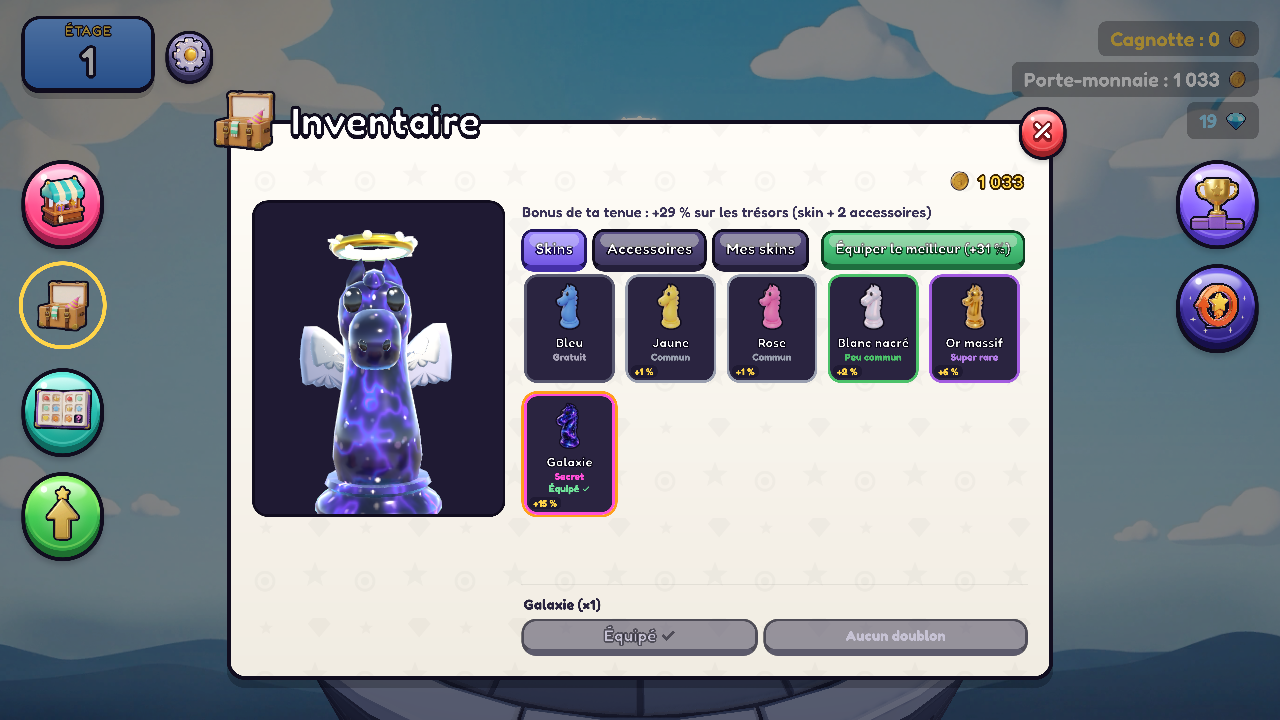 ÉTAGE
1
Cagnotte : 0
Porte-monnaie : 1 033
19
Inventaire
1 033
Bonus de ta tenue : +29 % sur les trésors (skin + 2 accessoires)
Skins
Accessoires
Mes skins
Équiper le meilleur (+31 %)
Bleu
Gratuit
Jaune
Commun
+1 %
Rose
Commun
+1 %
Blanc nacré
Peu commun
+2 %
Or massif
Super rare
+6 %
Galaxie
Secret
Équipé ✓
+15 %
Galaxie (x1)
Équipé ✓
Aucun doublon